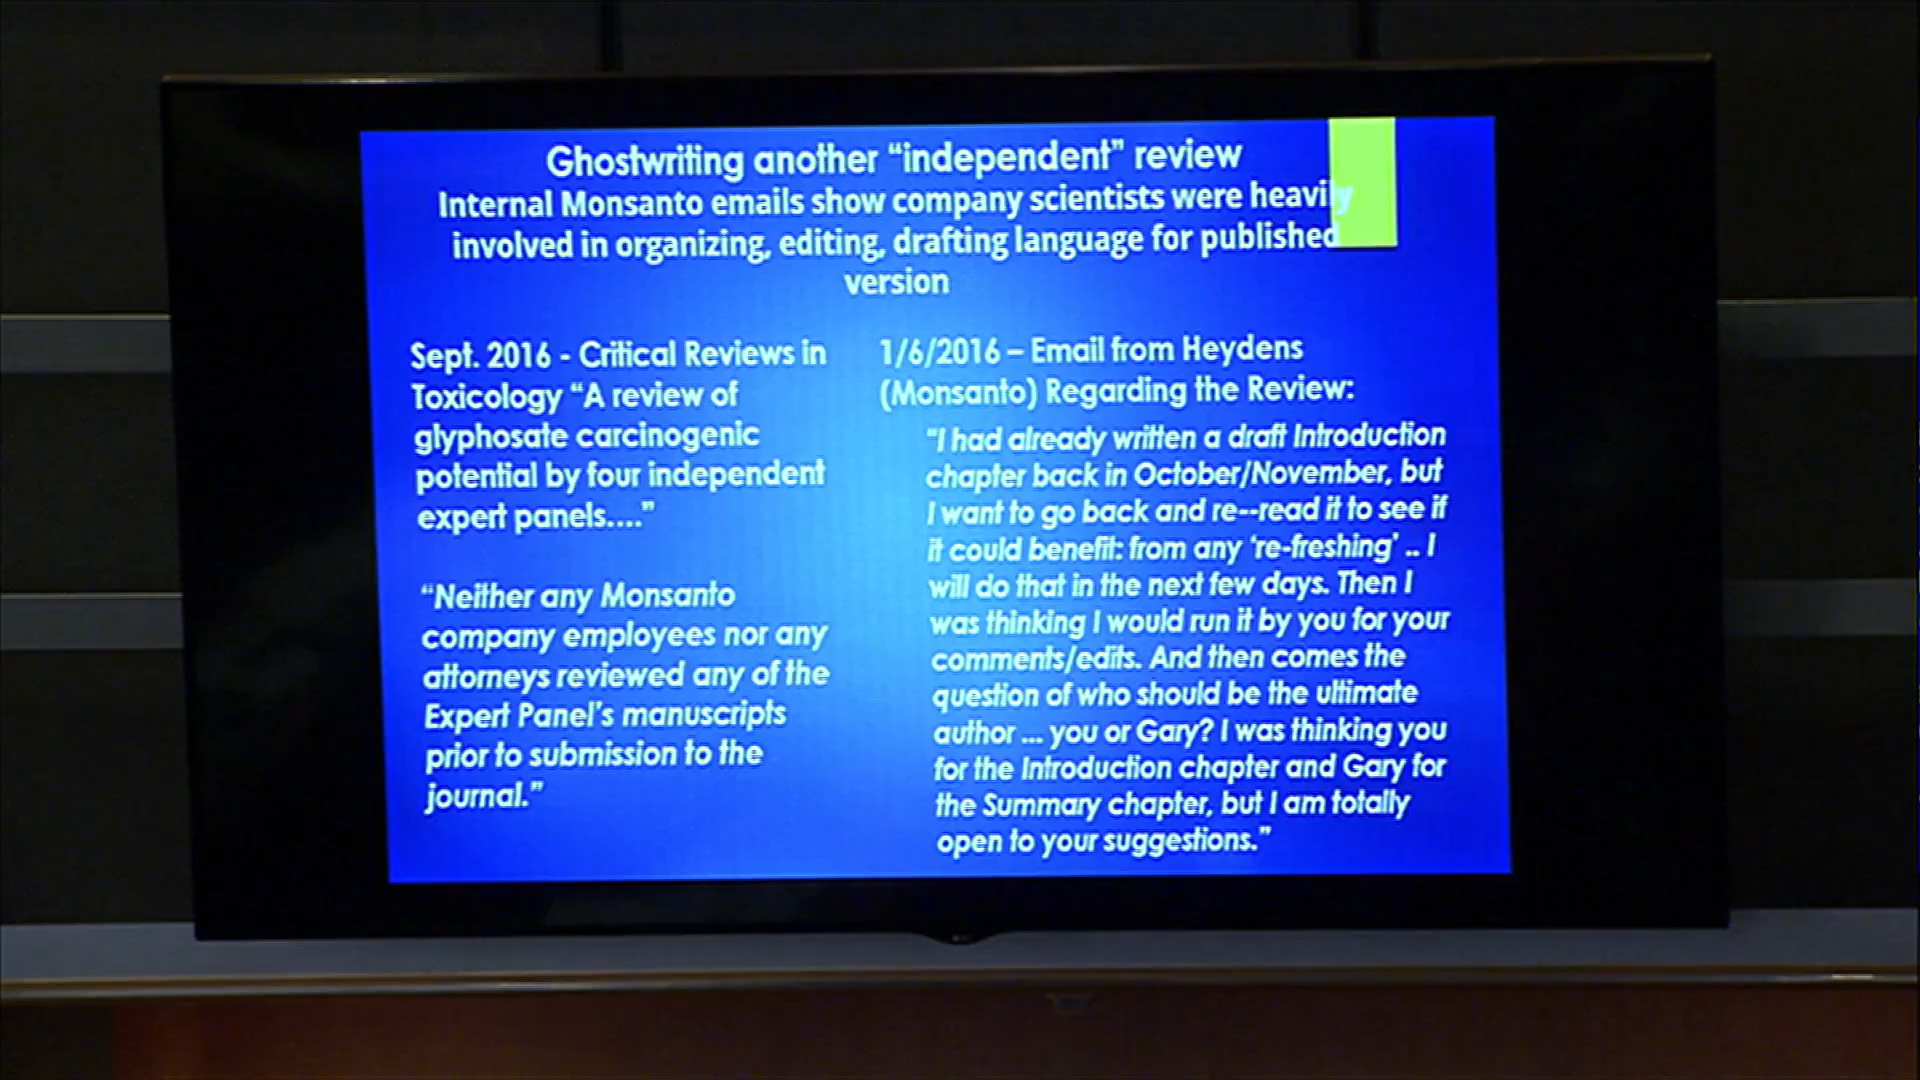 Ghostwriting another “independent” review
Internal Monsanto emails show company scientists were heavily
involved in organizing, editing, drafting language for published
version
Sept. 2016 - Critical Reviews in
Toxicology “A review of
glyphosate carcinogenic
potential by four independent
expert panels....”
“Neither any Monsanto
company employees nor any
attorneys reviewed any of the
Expert Panel’s manuscripts
prior to submission to the
journal.”
1/6/2016 – Email from Heydens
(Monsanto) Regarding the Review:
"I had already written a draft Introduction
chapter back in October/November, but
I want to go back and re--read it to see if
it could benefit: from any ‘re-freshing’ .. I
will do that in the next few days. Then I
was thinking I would run it by you for your
comments/edits. And then comes the
question of who should be the ultimate
author ... you or Gary? I was thinking you
for the Introduction chapter and Gary for
the Summary chapter, but I am totally
open to your suggestions.”